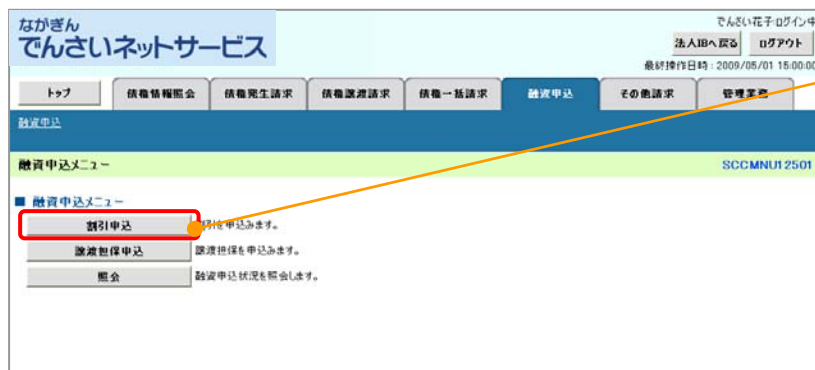 ながぎん
でんさいネットサービス
でんさい花子ログイン中
法人IBへ戻る ログアウト
最終操作日時:2009/05/01 15:00:00
トップ 債権情報照会 債権発生請求 債権譲渡請求 債権一括請求 融資申込 その他請求 管理業務
融資申込
融資申込メニュー SCCMNU12501
■ 融資申込メニュー
割引申込 を申込みます。
譲渡担保申込 譲渡担保を申込みます。
照会 融資申込状況を照会します。